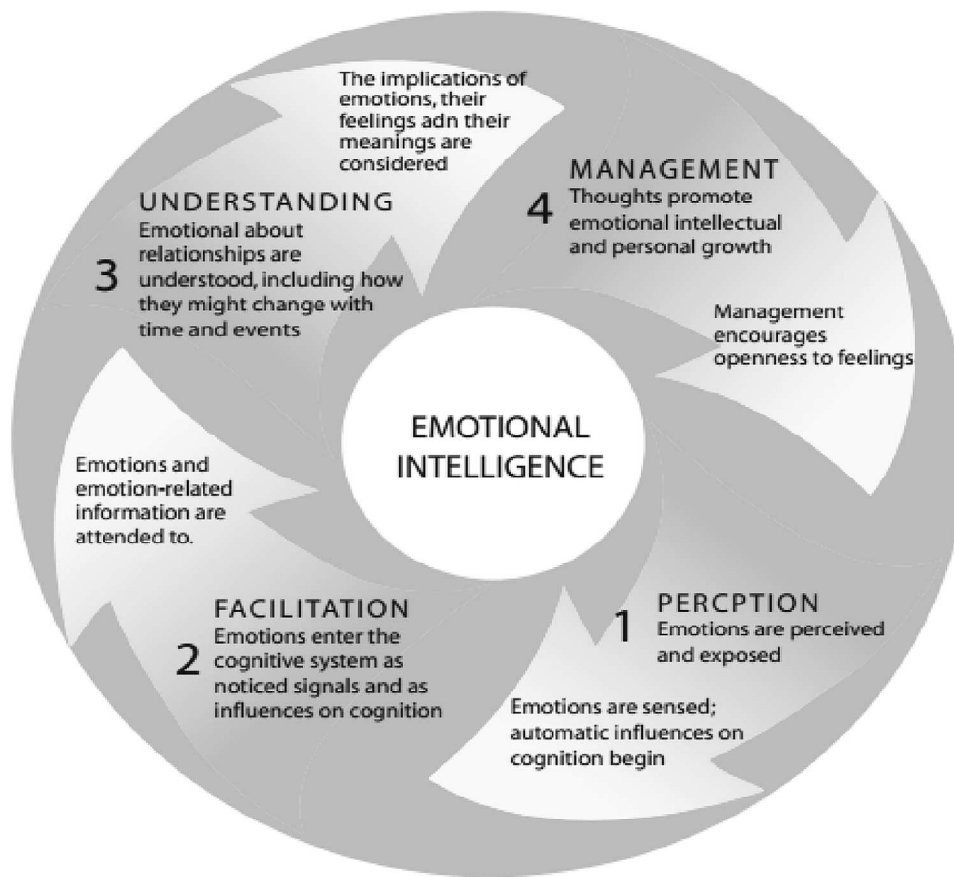 The implications of
emotions, their
feelings adn their
meanings are
considered
UNDERSTANDING
3
Emotional about
relationships are
understood, including how
they might change with
time and events
MANAGEMENT
4
Thoughts promote
emotional intellectual
and personal growth
Management
encourages
openness to feelings
EMOTIONAL
INTELLIGENCE
Emotions and
emotion-related
information are
attended to.
FACILITATION
2
Emotions enter the
cognitive system as
noticed signals and as
influences on cognition
PERCPTION
1
Emotions are perceived
and exposed
Emotions are sensed;
automatic influences on
cognition begin